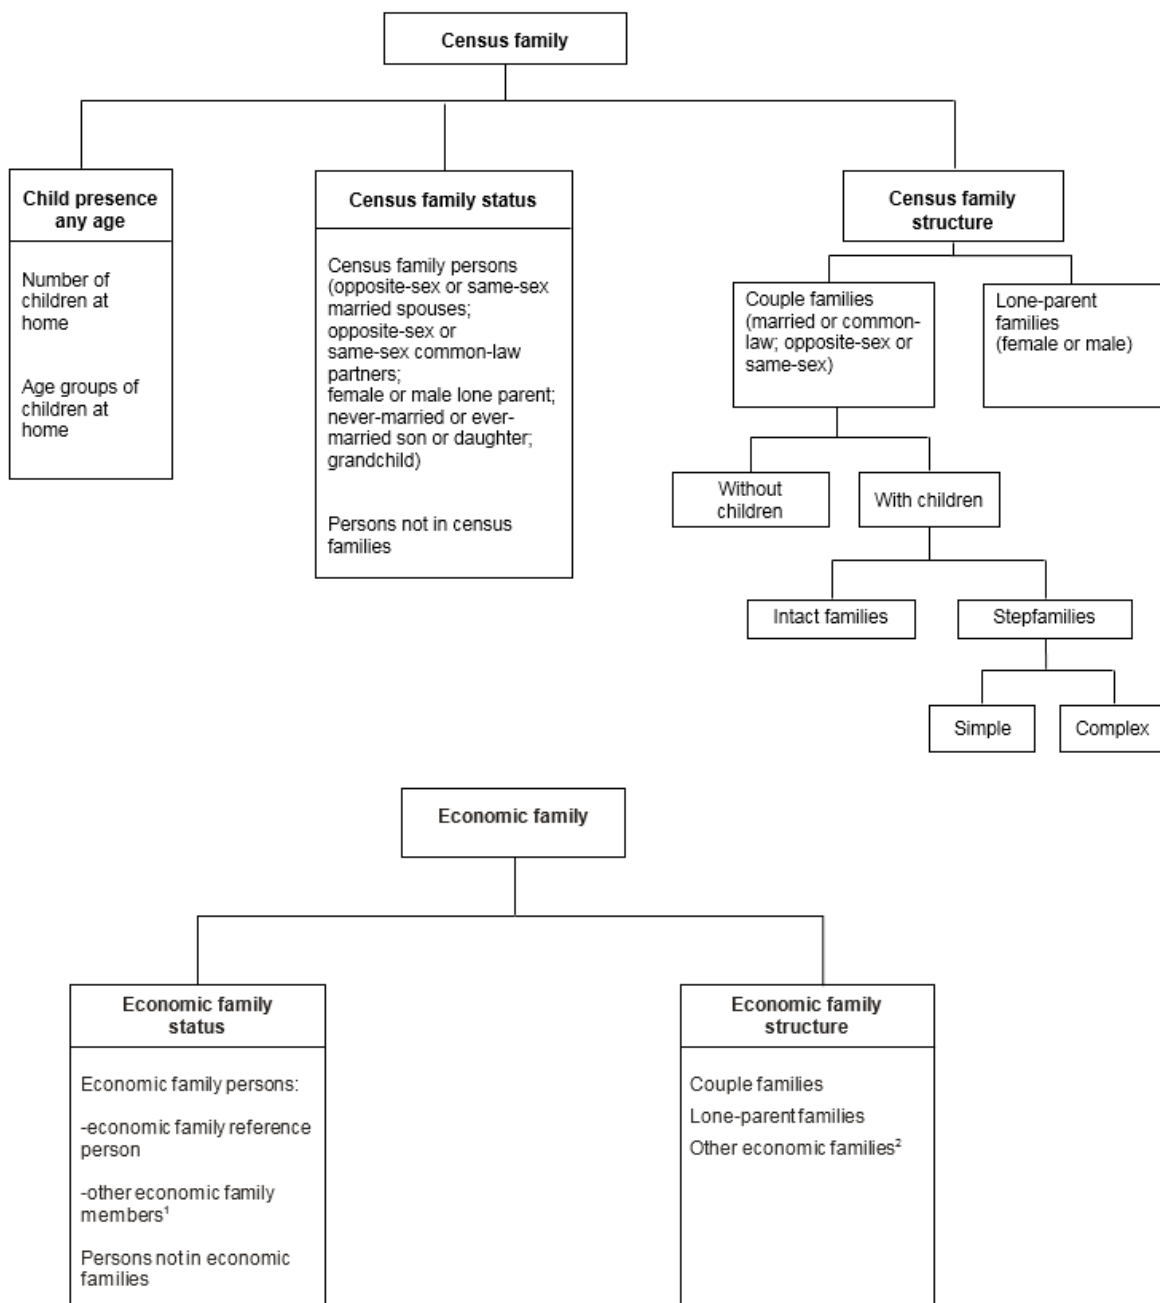 Census family
Child presence
any age
Number of
children at
home
Age groups of
children at
home
Census family status
Census family persons
(opposite-sex or same-sex
married spouses;
opposite-sex or
same-sex common-law
partners;
female or male lone parent;
never-married or ever-
married son or daughter;
grandchild)
Persons not in census
families
Census family
structure
Couple families
(married or common-
law; opposite-sex or
same-sex)
Lone-parent
families
(female or male)
Without
children
With children
Intact families
Stepfamilies
Simple
Complex
Economic family
Economic family
status
Economic family persons:
-economic family reference
person
-other economic family
members¹
Persons not in economic
families
Economic family
structure
Couple families
Lone-parent families
Other economic families²